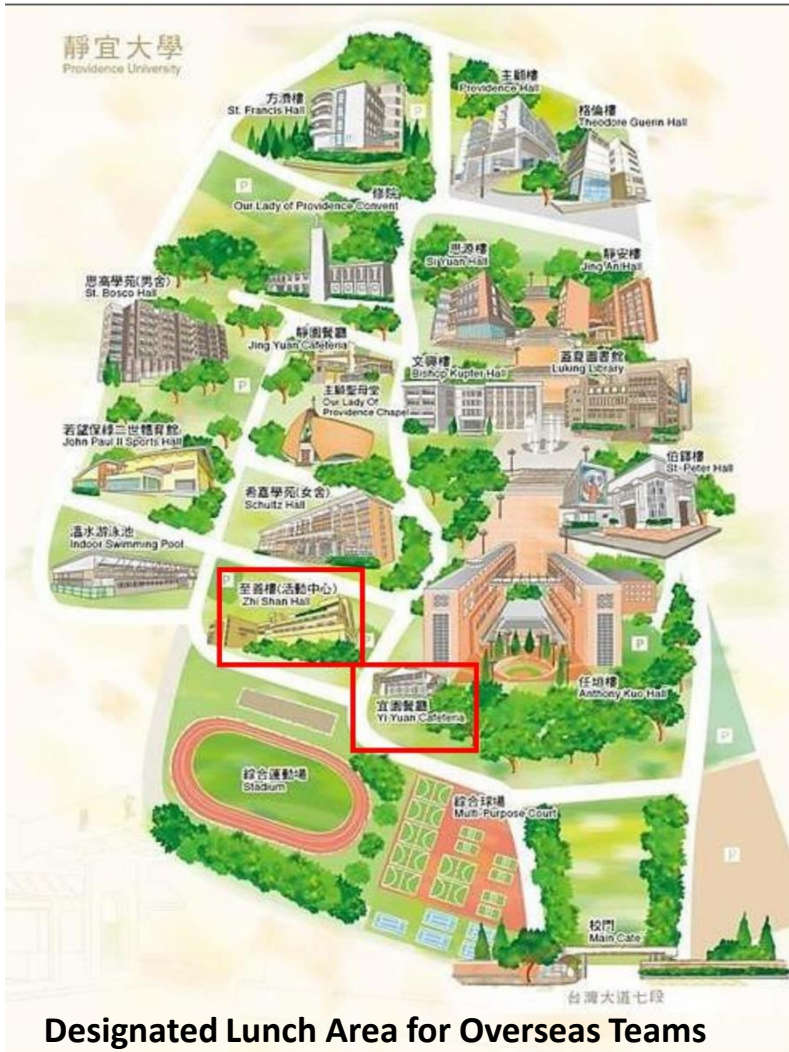 靜宜大學
Providence University
方濟樓
St. Francis Hall
P
主顧樓
Providence Hall
格倫樓
Theodore Guerin Hall
P
修院
Our Lady of Providence Convent
思源樓
Si Yuan Hall
靜安樓
Jing An Hall
思高學苑(男舍)
St. Bosco Hall
靜園餐廳
Jing Yuan Cafeteria
文興樓
Bishop Kupfer Hall
蓋夏圖書館
Luking Library
P
主顧聖母堂
Our Lady Of
Providence Chapel
若望保祿二世體育館
John Paul II Sports Hall
伯鐸樓
St. Peter Hall
希嘉學苑(女舍)
Schultz Hall
溫水游泳池
Indoor Swimming Pool
P
至善樓(活動中心)
Zhi Shan Hall
P
P
任垣樓
Anthony Kuo Hall
宜園餐廳
Yi Yuan Cafeteria
P
綜合運動場
Stadium
綜合球場
Multi-Purpose Court
P
校門
Main Gate
台灣大道七段
Designated Lunch Area for Overseas Teams